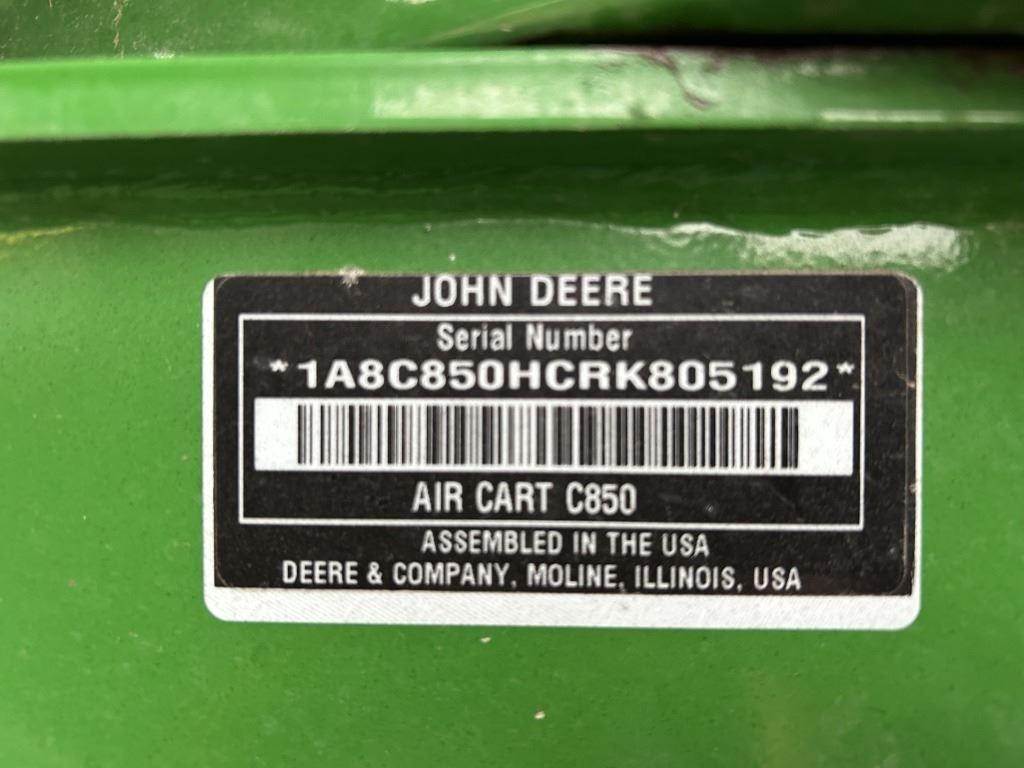 JOHN DEERE
Serial Number
*1A8C850HCRK805192*
AIR CART C850
ASSEMBLED IN THE USA
DEERE & COMPANY, MOLINE, ILLINOIS, USA